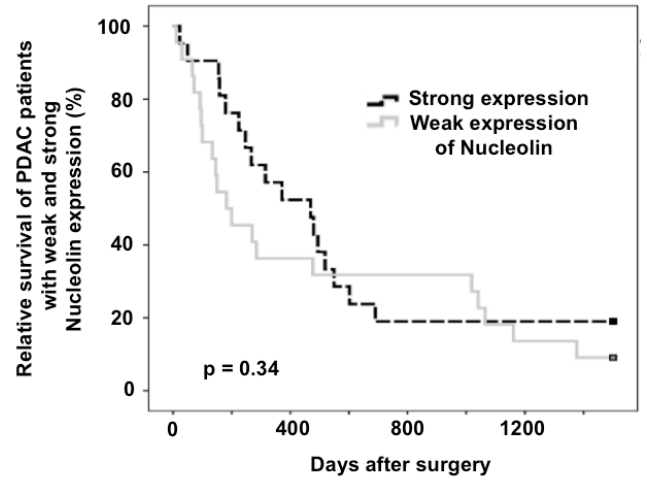 Relative survival of PDAC patients
with weak and strong
Nucleolin expression (%)
100
80
60
40
20
0
Strong expression
Weak expression
of Nucleolin
p = 0.34
0 400 800 1200
Days after surgery